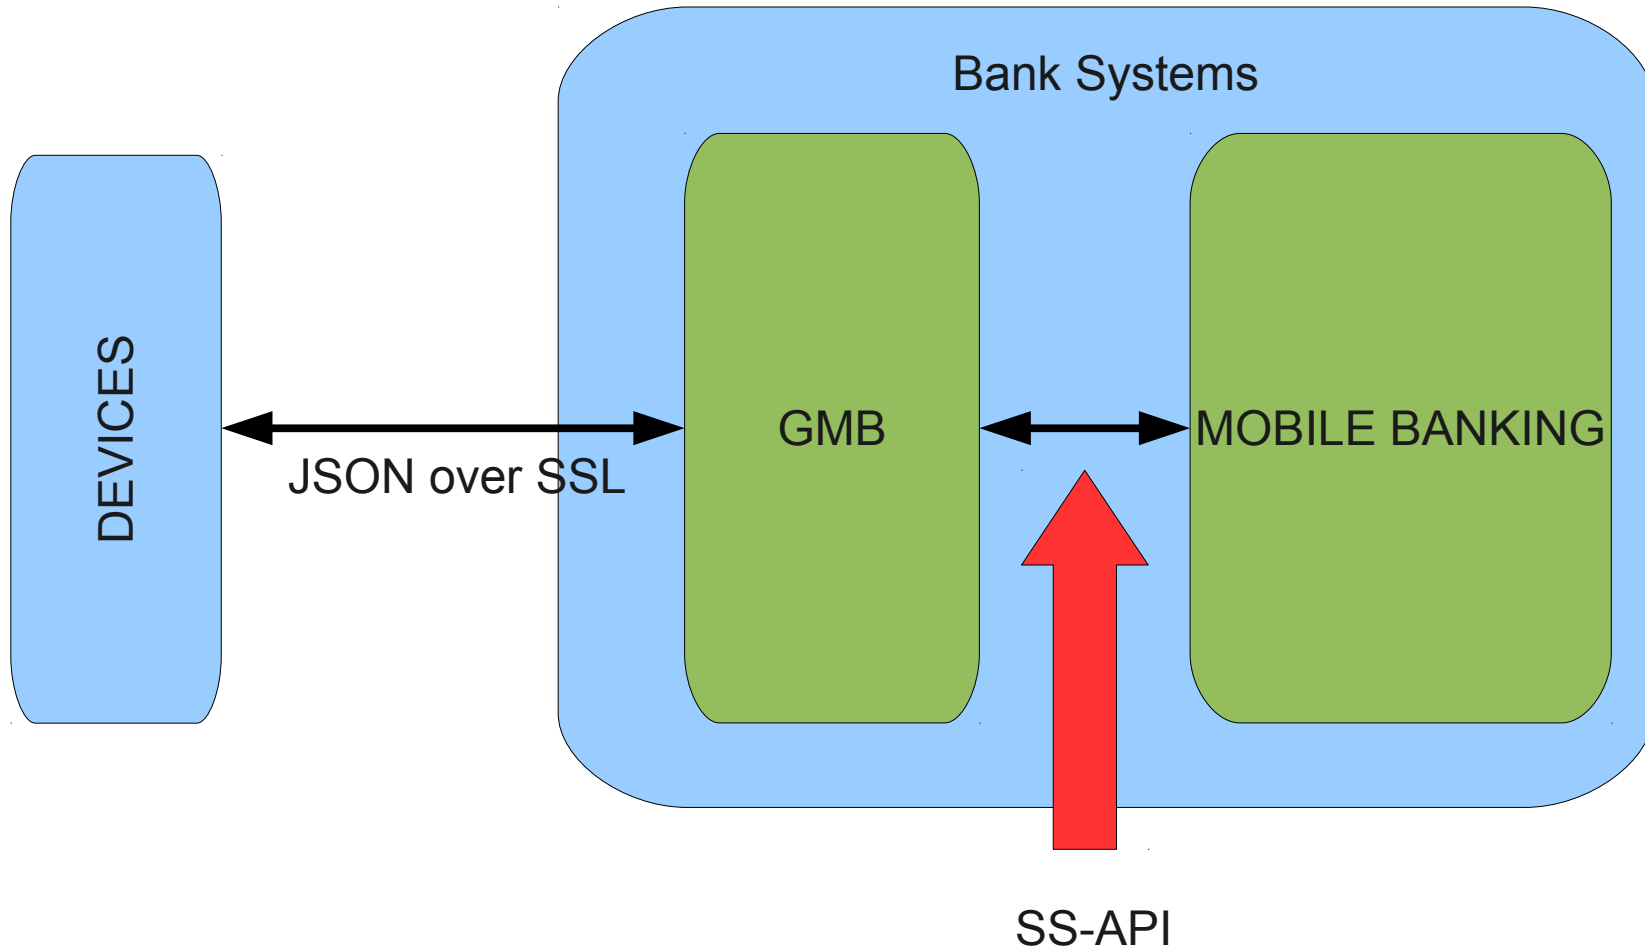 Bank Systems
DEVICES
JSON over SSL
GMB
MOBILE BANKING
SS-API